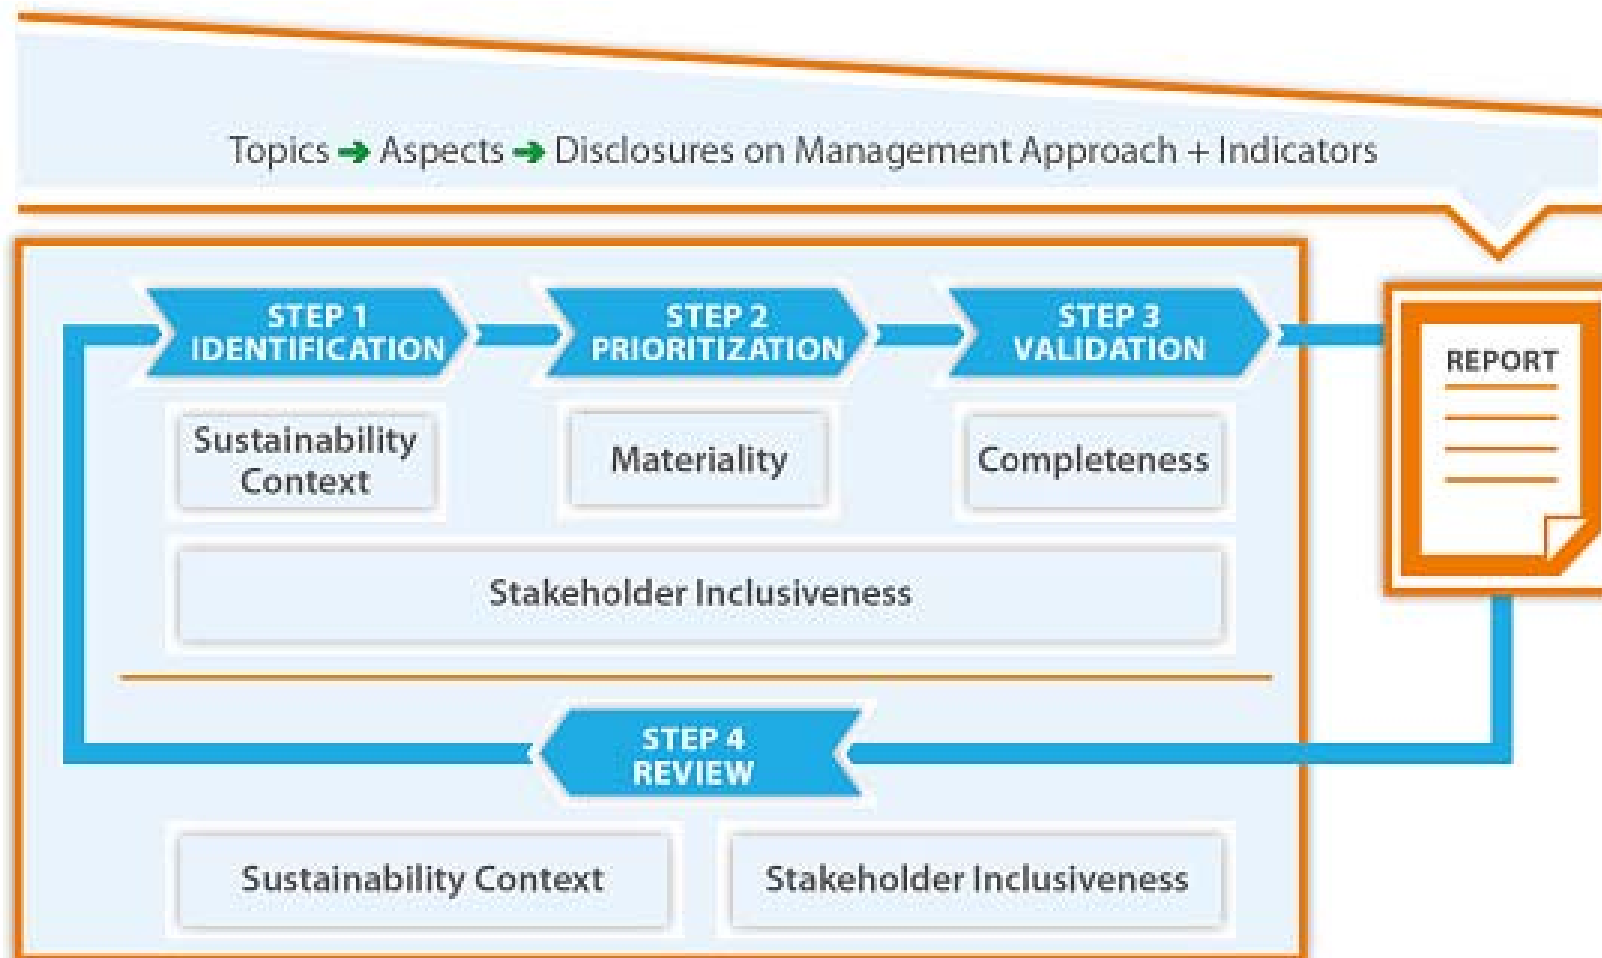 Topics ➔ Aspects ➔ Disclosures on Management Approach + Indicators
STEP 1
IDENTIFICATION
STEP 2
PRIORITIZATION
STEP 3
VALIDATION
REPORT
Sustainability
Context
Materiality
Completeness
Stakeholder Inclusiveness
STEP 4
REVIEW
Sustainability Context
Stakeholder Inclusiveness